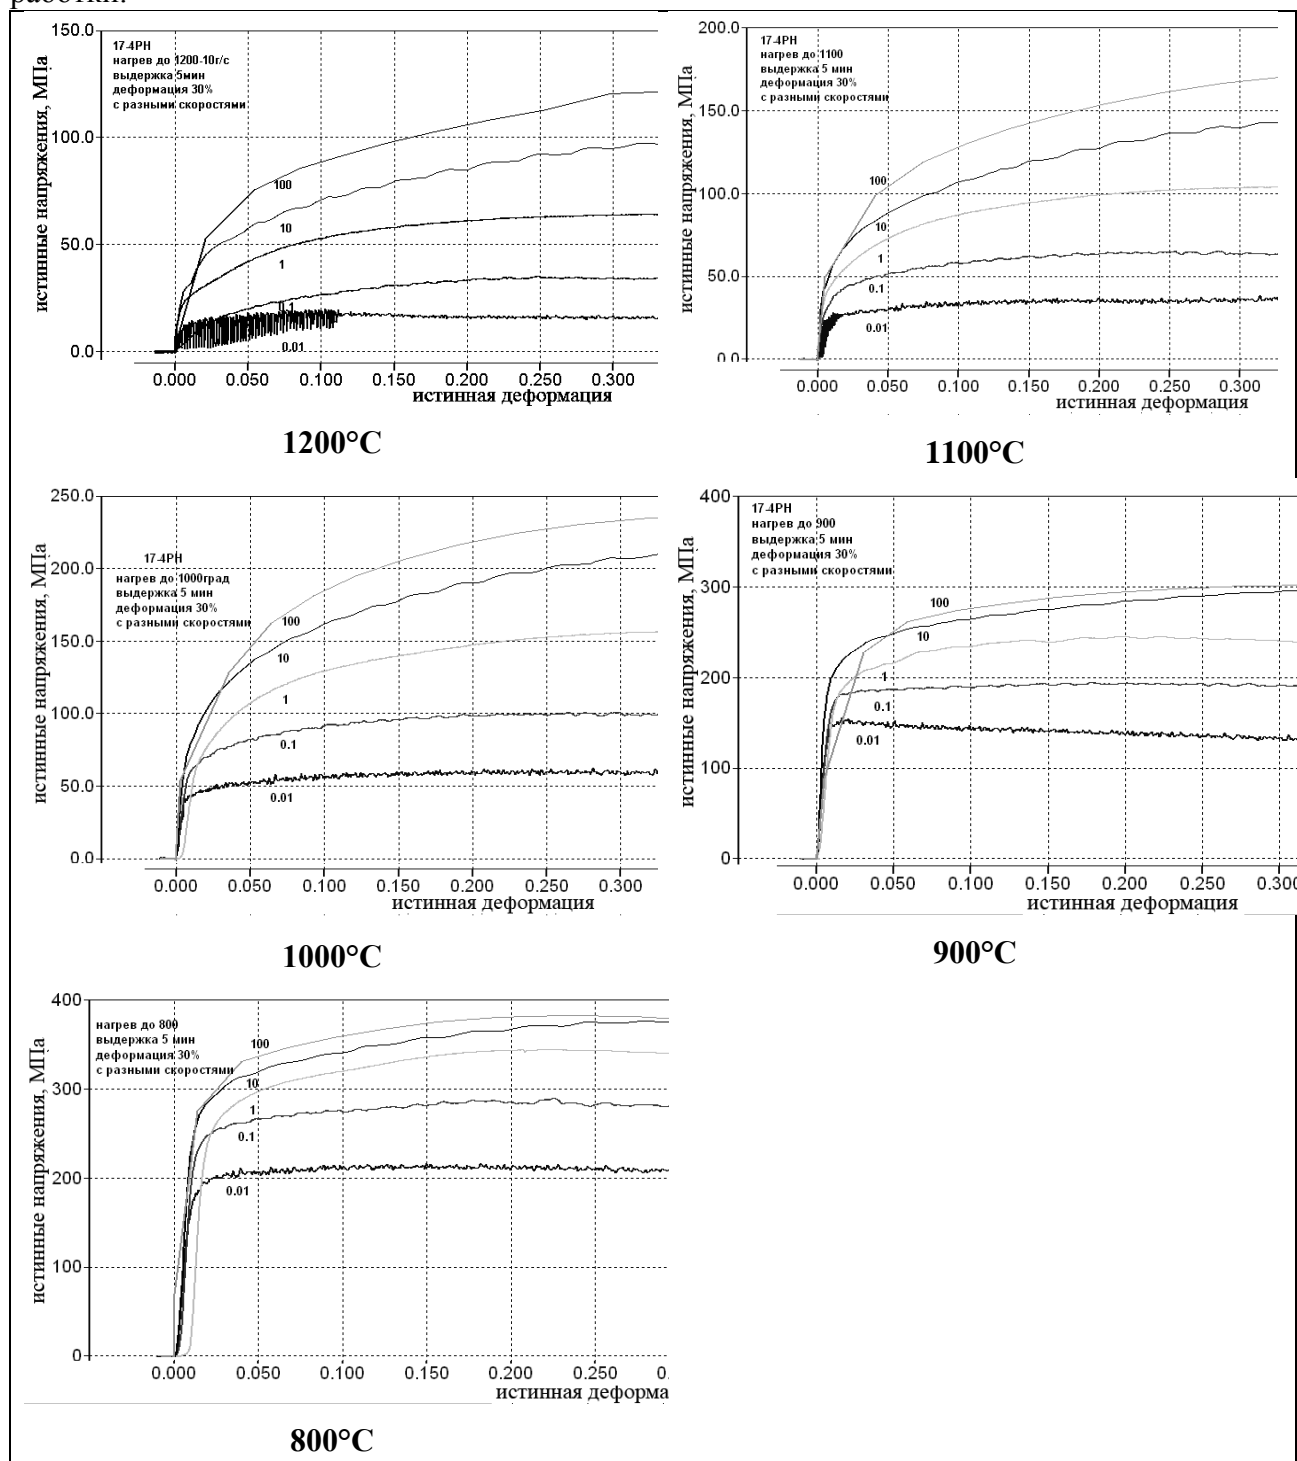 работки.
150.0
100.0
50.0
0.0
истинные напряжения, МПа
17-4PH
нагрев до 1200-10г/с
выдержка 5мин
деформация 30%
с разными скоростями
100
10
1
0.1
0.01
0.000 0.050 0.100 0.150 0.200 0.250 0.300
истинная деформация
1200°C
200.0
150.0
100.0
50.0
0.0
истинные напряжения, МПа
17-4PH
нагрев до 1100
выдержка 5 мин
деформация 30%
с разными скоростями
100
10
1
0.1
0.01
0.000 0.050 0.100 0.150 0.200 0.250 0.300
истинная деформация
1100°C
250.0
200.0
150.0
100.0
50.0
0.0
истинные напряжения, МПа
17-4PH
нагрев до 1000град
выдержка 5 мин
деформация 30%
с разными скоростями
100
10
1
0.1
0.01
0.000 0.050 0.100 0.150 0.200 0.250 0.300
истинная деформация
1000°C
400
300
200
100
0
истинные напряжения, МПа
17-4PH
нагрев до 900
выдержка 5 мин
деформация 30%
с разными скоростями
100
10
1
0.1
0.01
0.000 0.050 0.100 0.150 0.200 0.250 0.300
истинная деформация
900°C
400
300
200
100
0
истинные напряжения, МПа
нагрев до 800
выдержка 5 мин
деформация 30%
с разными скоростями
100
10
1
0.1
0.01
0.000 0.050 0.100 0.150 0.200 0.250 0.
истинная деформа
800°C